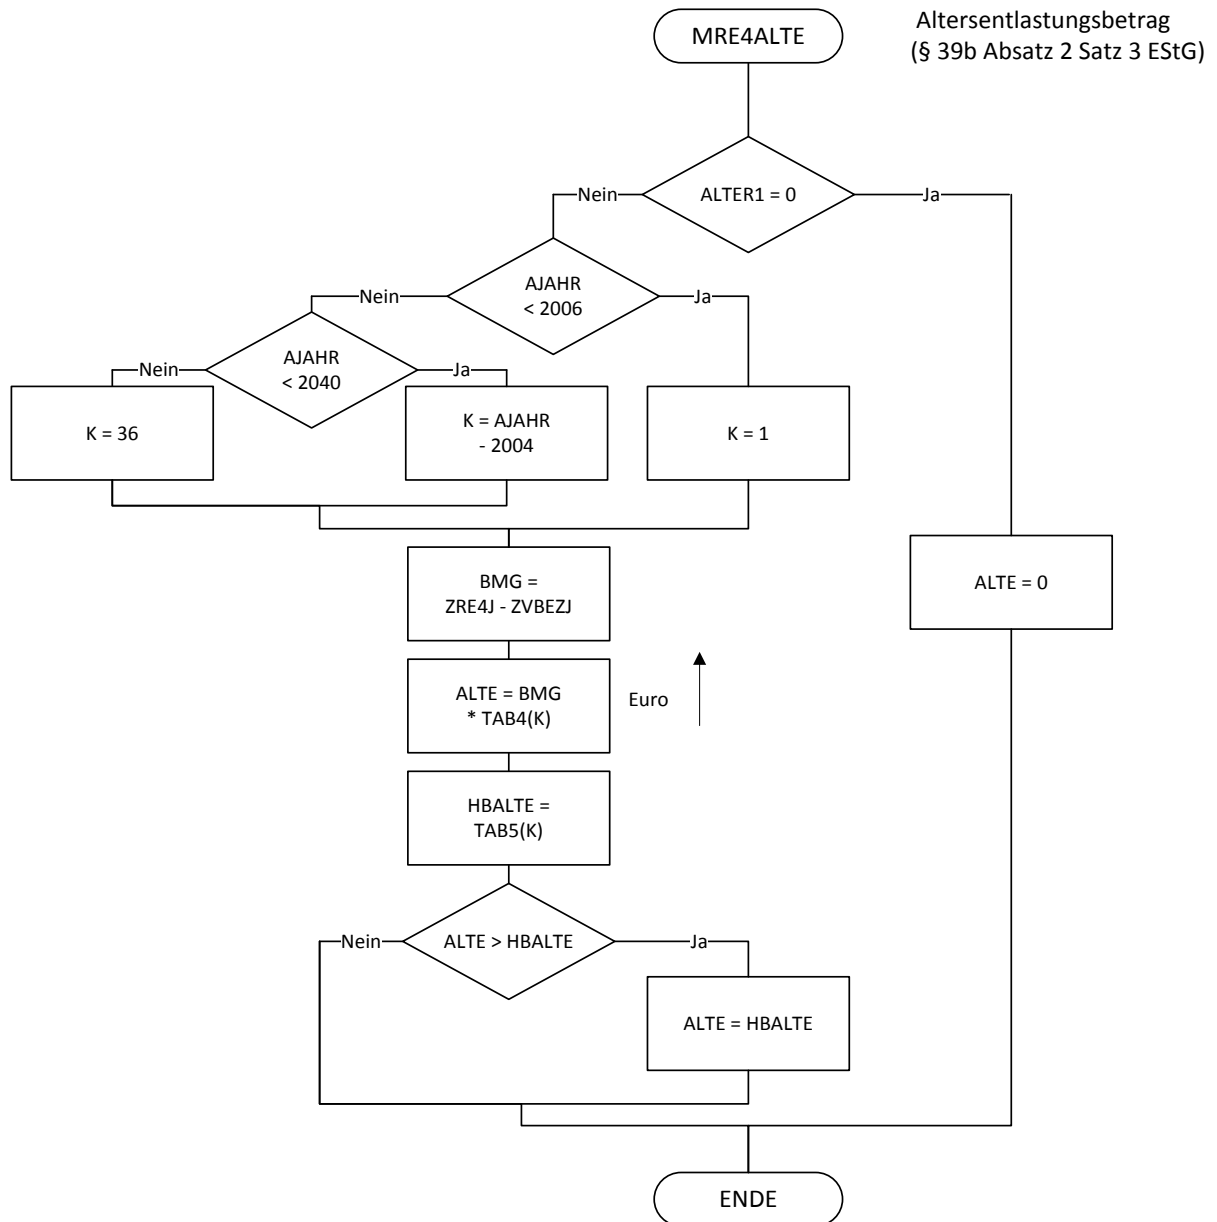 MRE4ALTE
Altersentlastungsbetrag
(§ 39b Absatz 2 Satz 3 EStG)
ALTER1 = 0
Nein
Ja
AJAHR
< 2006
Nein
Ja
AJAHR
< 2040
Nein
Ja
K = 36
K = AJAHR
- 2004
K = 1
BMG =
ZRE4J - ZVBEZJ
ALTE = 0
ALTE = BMG
* TAB4(K)
Euro
HBALTE =
TAB5(K)
ALTE > HBALTE
Nein
Ja
ALTE = HBALTE
ENDE